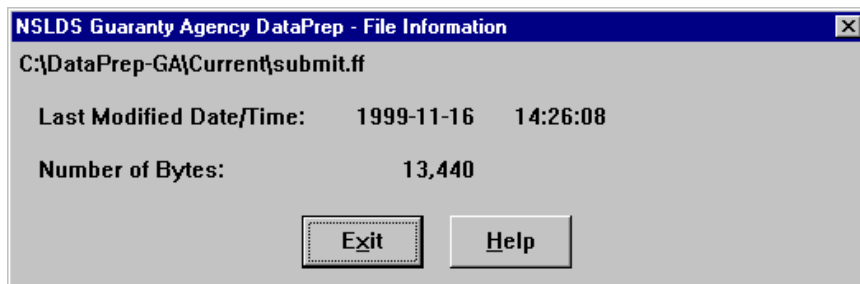 NSLDS Guaranty Agency DataPrep - File Information
C:\DataPrep-GA\Current\submit.ff
Last Modified Date/Time: 1999-11-16 14:26:08
Number of Bytes: 13,440
Exit Help